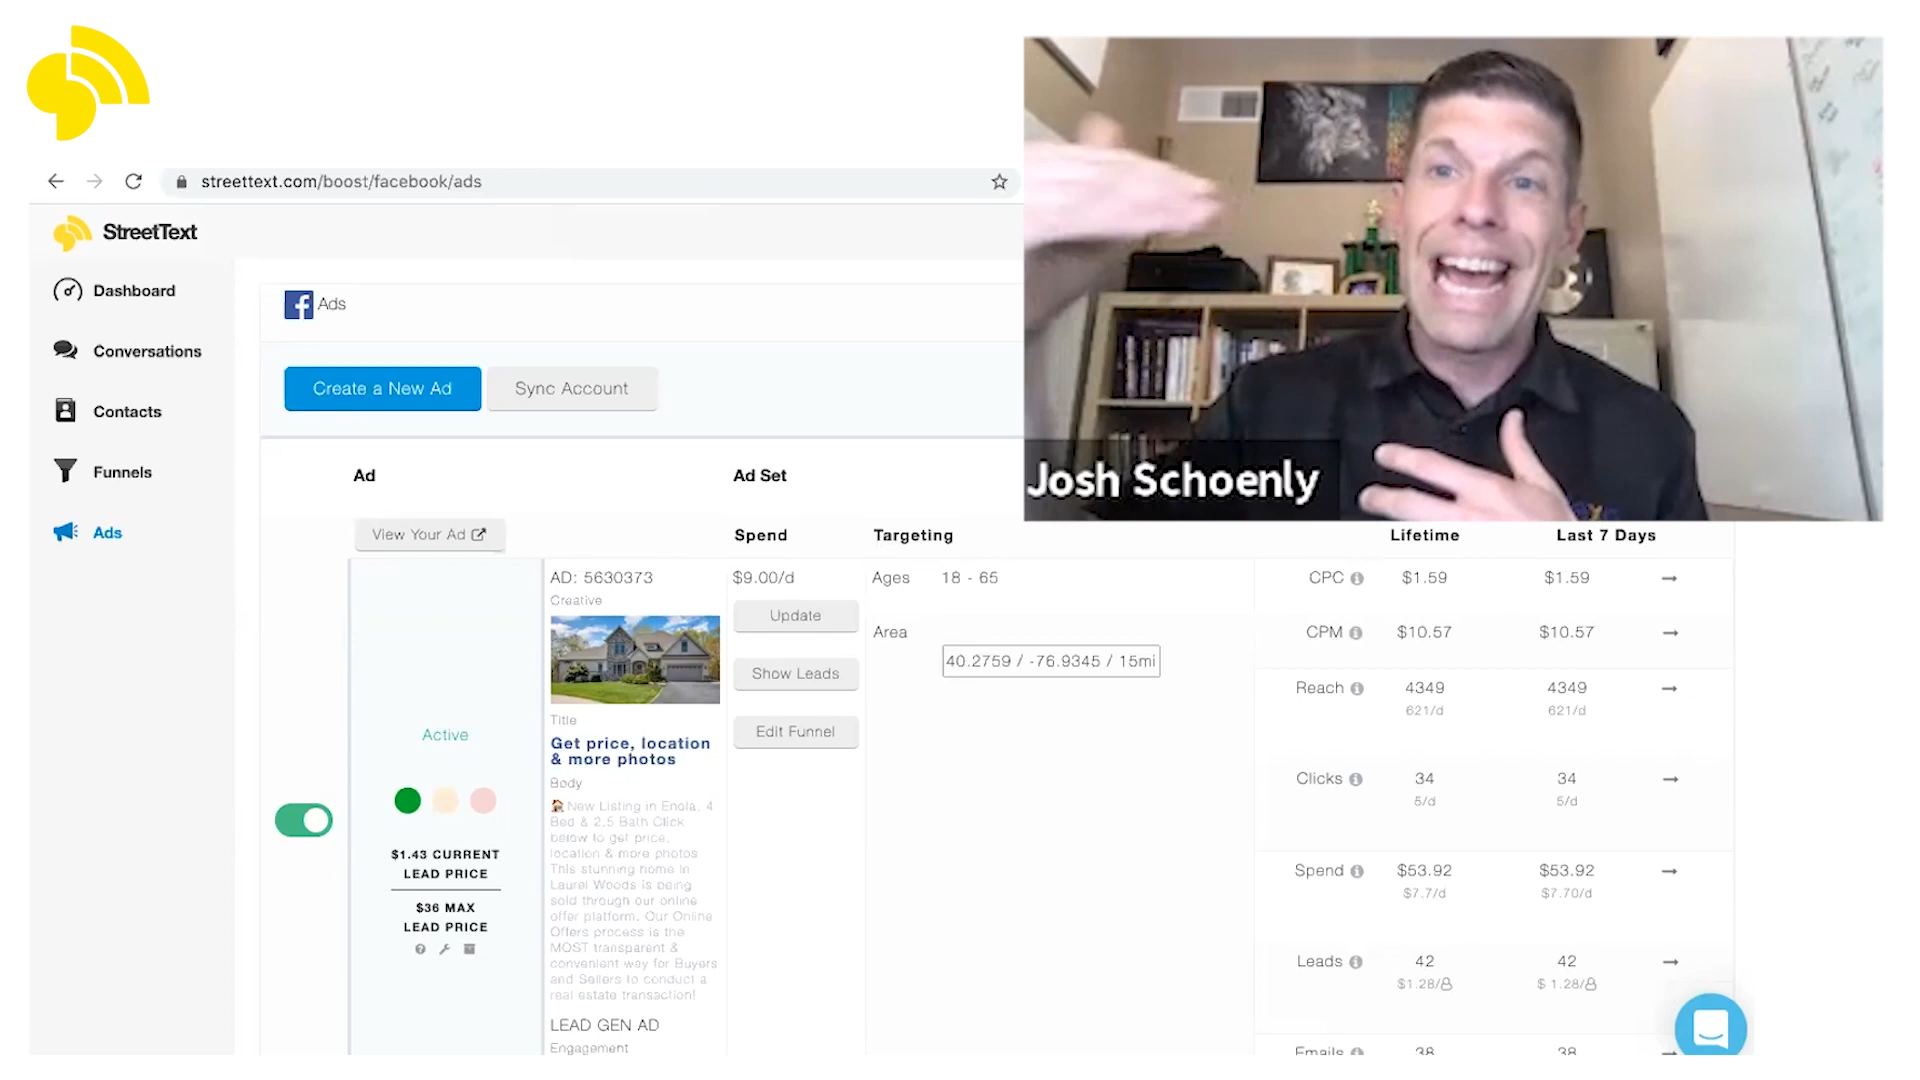 streettext.com/boost/facebook/ads
StreetText
Dashboard
Conversations
Contacts
Funnels
Ads
f Ads
Create a New Ad
Sync Account
Josh Schoenly
Ad
Ad Set
View Your Ad
Spend
Targeting
Lifetime
Last 7 Days
AD: 5630373
Creative
$9.00/d
Update
Show Leads
Edit Funnel
Ages 18 - 65
Area
40.2759 / -76.9345 / 15mi
Active
$1.43 CURRENT
LEAD PRICE
$36 MAX
LEAD PRICE
Title
Get price, location
& more photos
Body
New Listing in Enola, 4
Bed & 2.5 Bath Click
below to get price,
location & more photos
This stunning home in
Laurel Woods is being
sold through our online
offer platform. Our Online
Offers process is the
MOST transparent &
convenient way for Buyers
and Sellers to conduct a
real estate transaction!
LEAD GEN AD
Engagement
CPC $1.59 $1.59
CPM $10.57 $10.57
Reach 4349 4349
621/d 621/d
Clicks 34 34
5/d 5/d
Spend $53.92 $53.92
$7.7/d $7.70/d
Leads 42 42
$1.28/ $ 1.28/
Emails 38 38